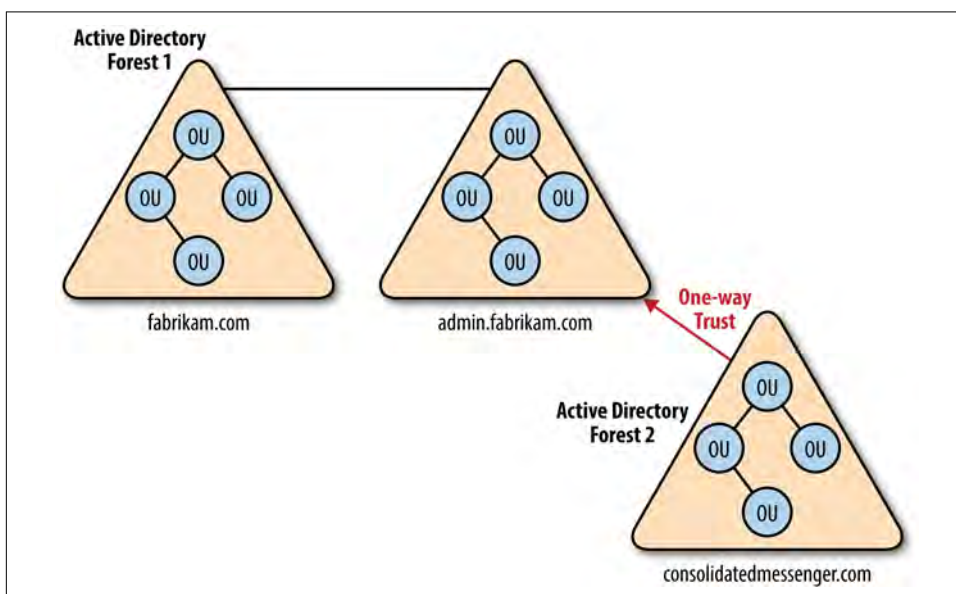 Active Directory
Forest 1
OU
OU
OU
OU
OU
OU
OU
OU
fabrikam.com
admin.fabrikam.com
One-way
Trust
Active Directory
Forest 2
OU
OU
OU
OU
consolidatedmessenger.com